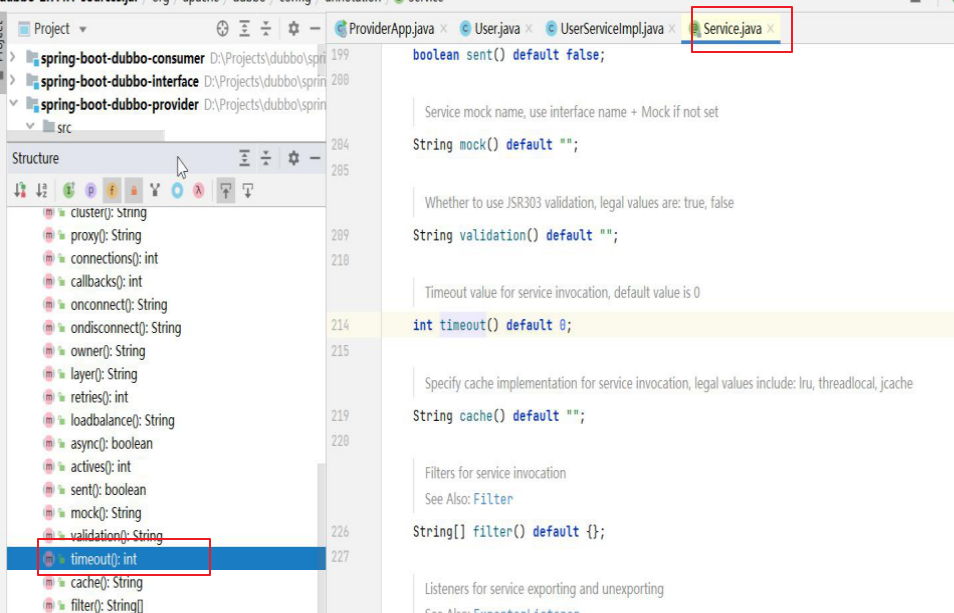 Project
ProviderApp.java
User.java
UserServiceImpl.java
Service.java
spring-boot-dubbo-consumer D:\Projects\dubbo\sprin
spring-boot-dubbo-interface D:\Projects\dubbo\sprin
spring-boot-dubbo-provider D:\Projects\dubbo\sprin
src
Structure
cluster(): String
proxy(): String
connections(): int
callbacks(): int
onconnect(): String
ondisconnect(): String
owner(): String
layer(): String
retries(): int
loadbalance(): String
async(): boolean
actives(): int
sent(): boolean
mock(): String
validation(): String
timeout(): int
cache(): String
filter(): String[]
199 boolean sent() default false;
200
Service mock name, use interface name + Mock if not set
204 String mock() default "";
205
Whether to use JSR303 validation, legal values are: true, false
209 String validation() default "";
210
Timeout value for service invocation, default value is 0
214 int timeout() default 0;
215
Specify cache implementation for service invocation, legal values include: lru, threadlocal, jcache
219 String cache() default "";
220
Filters for service invocation
See Also: Filter
226 String[] filter() default {};
227
Listeners for service exporting and unexporting
See Also: ExporterListener